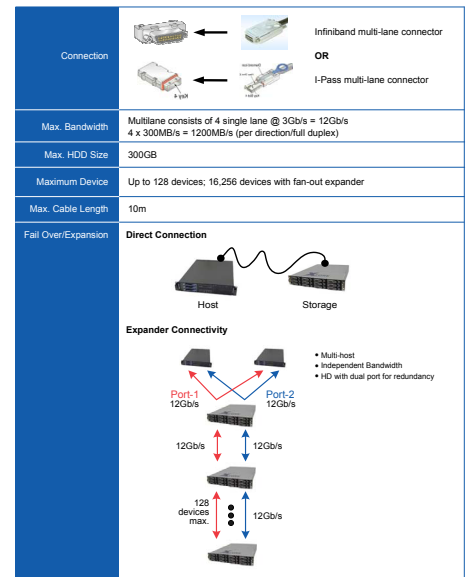 Connection
Infiniband multi-lane connector
OR
I-Pass multi-lane connector
Key 4
Max. Bandwidth
Multilane consists of 4 single lane @ 3Gb/s = 12Gb/s
4 x 300MB/s = 1200MB/s (per direction/full duplex)
Max. HDD Size
300GB
Maximum Device
Up to 128 devices; 16,256 devices with fan-out expander
Max. Cable Length
10m
Fail Over/Expansion
Direct Connection
Host
Storage
Expander Connectivity
• Multi-host
• Independent Bandwidth
• HD with dual port for redundancy
Port-1
12Gb/s
Port-2
12Gb/s
12Gb/s
12Gb/s
128
devices
max.
12Gb/s